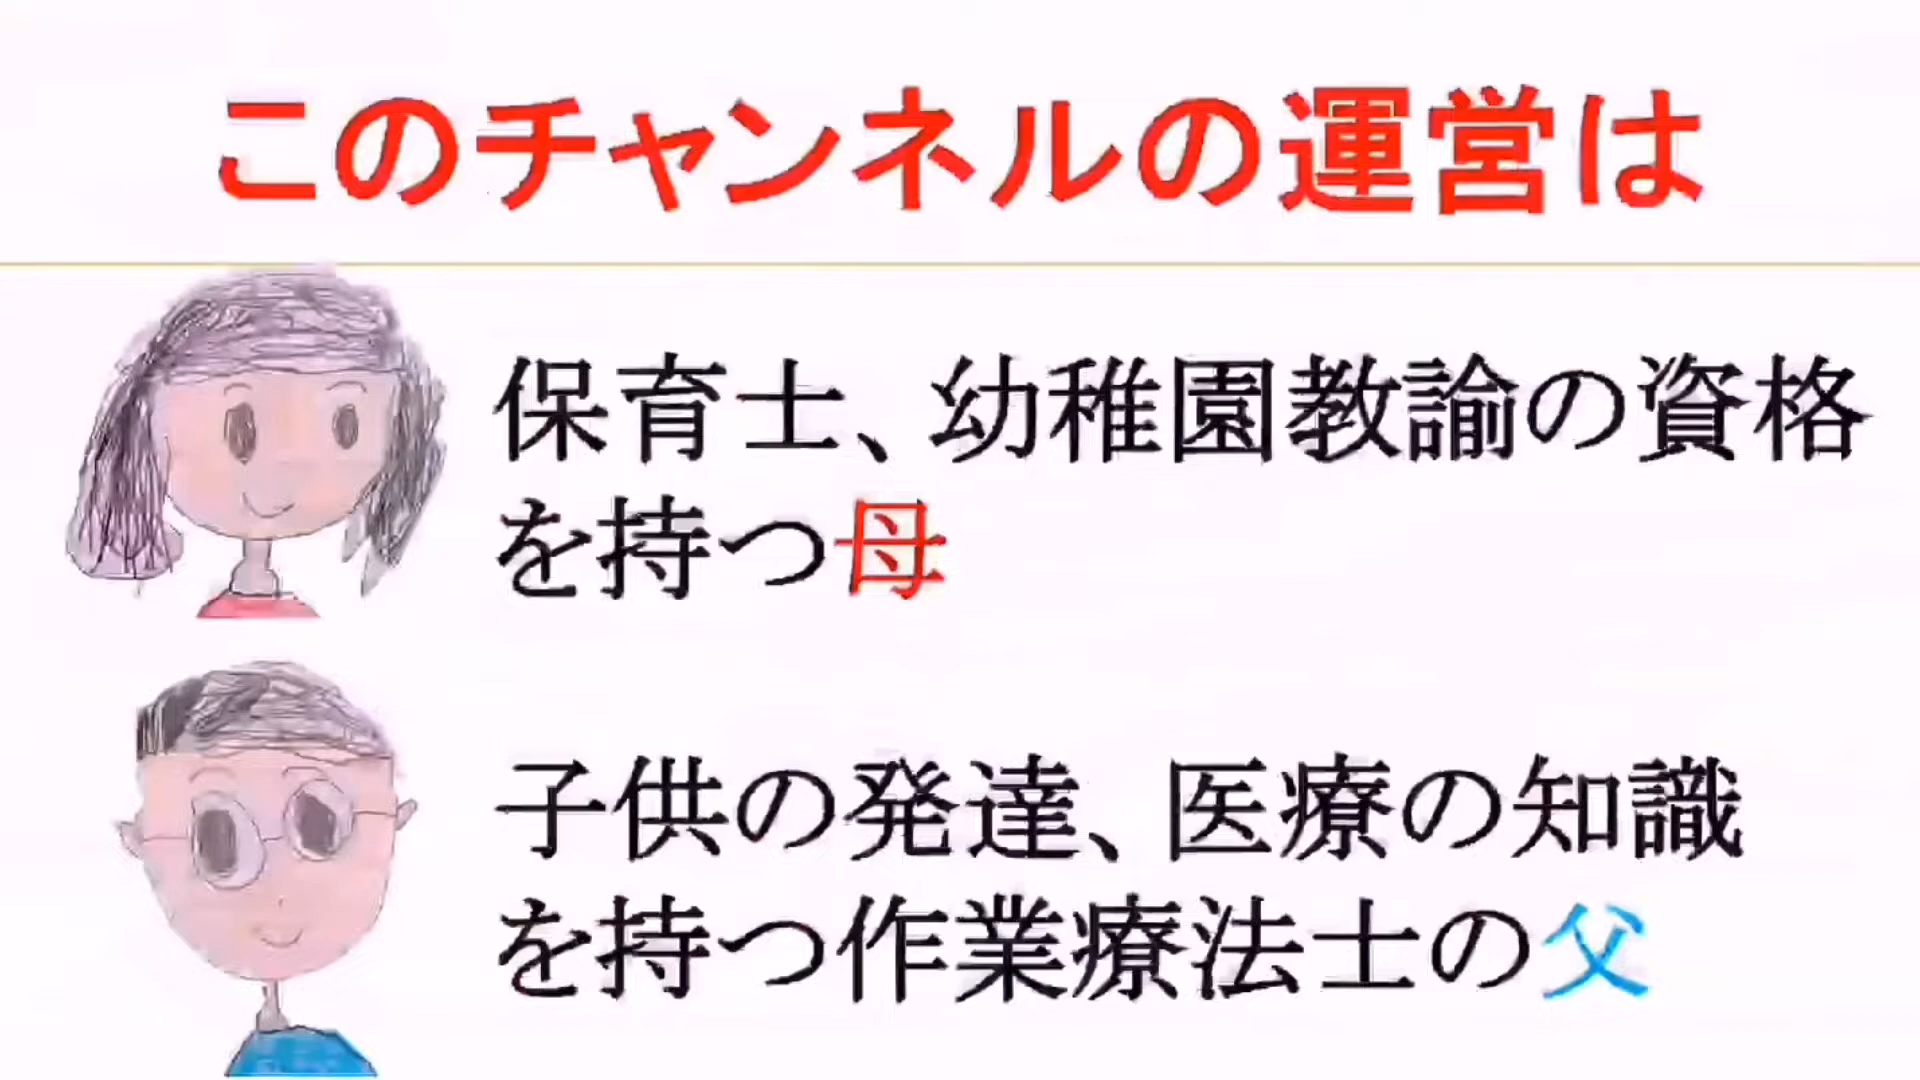 このチャンネルの運営は
保育士、幼稚園教諭の資格
を持つ母
子供の発達、医療の知識
を持つ作業療法士の父